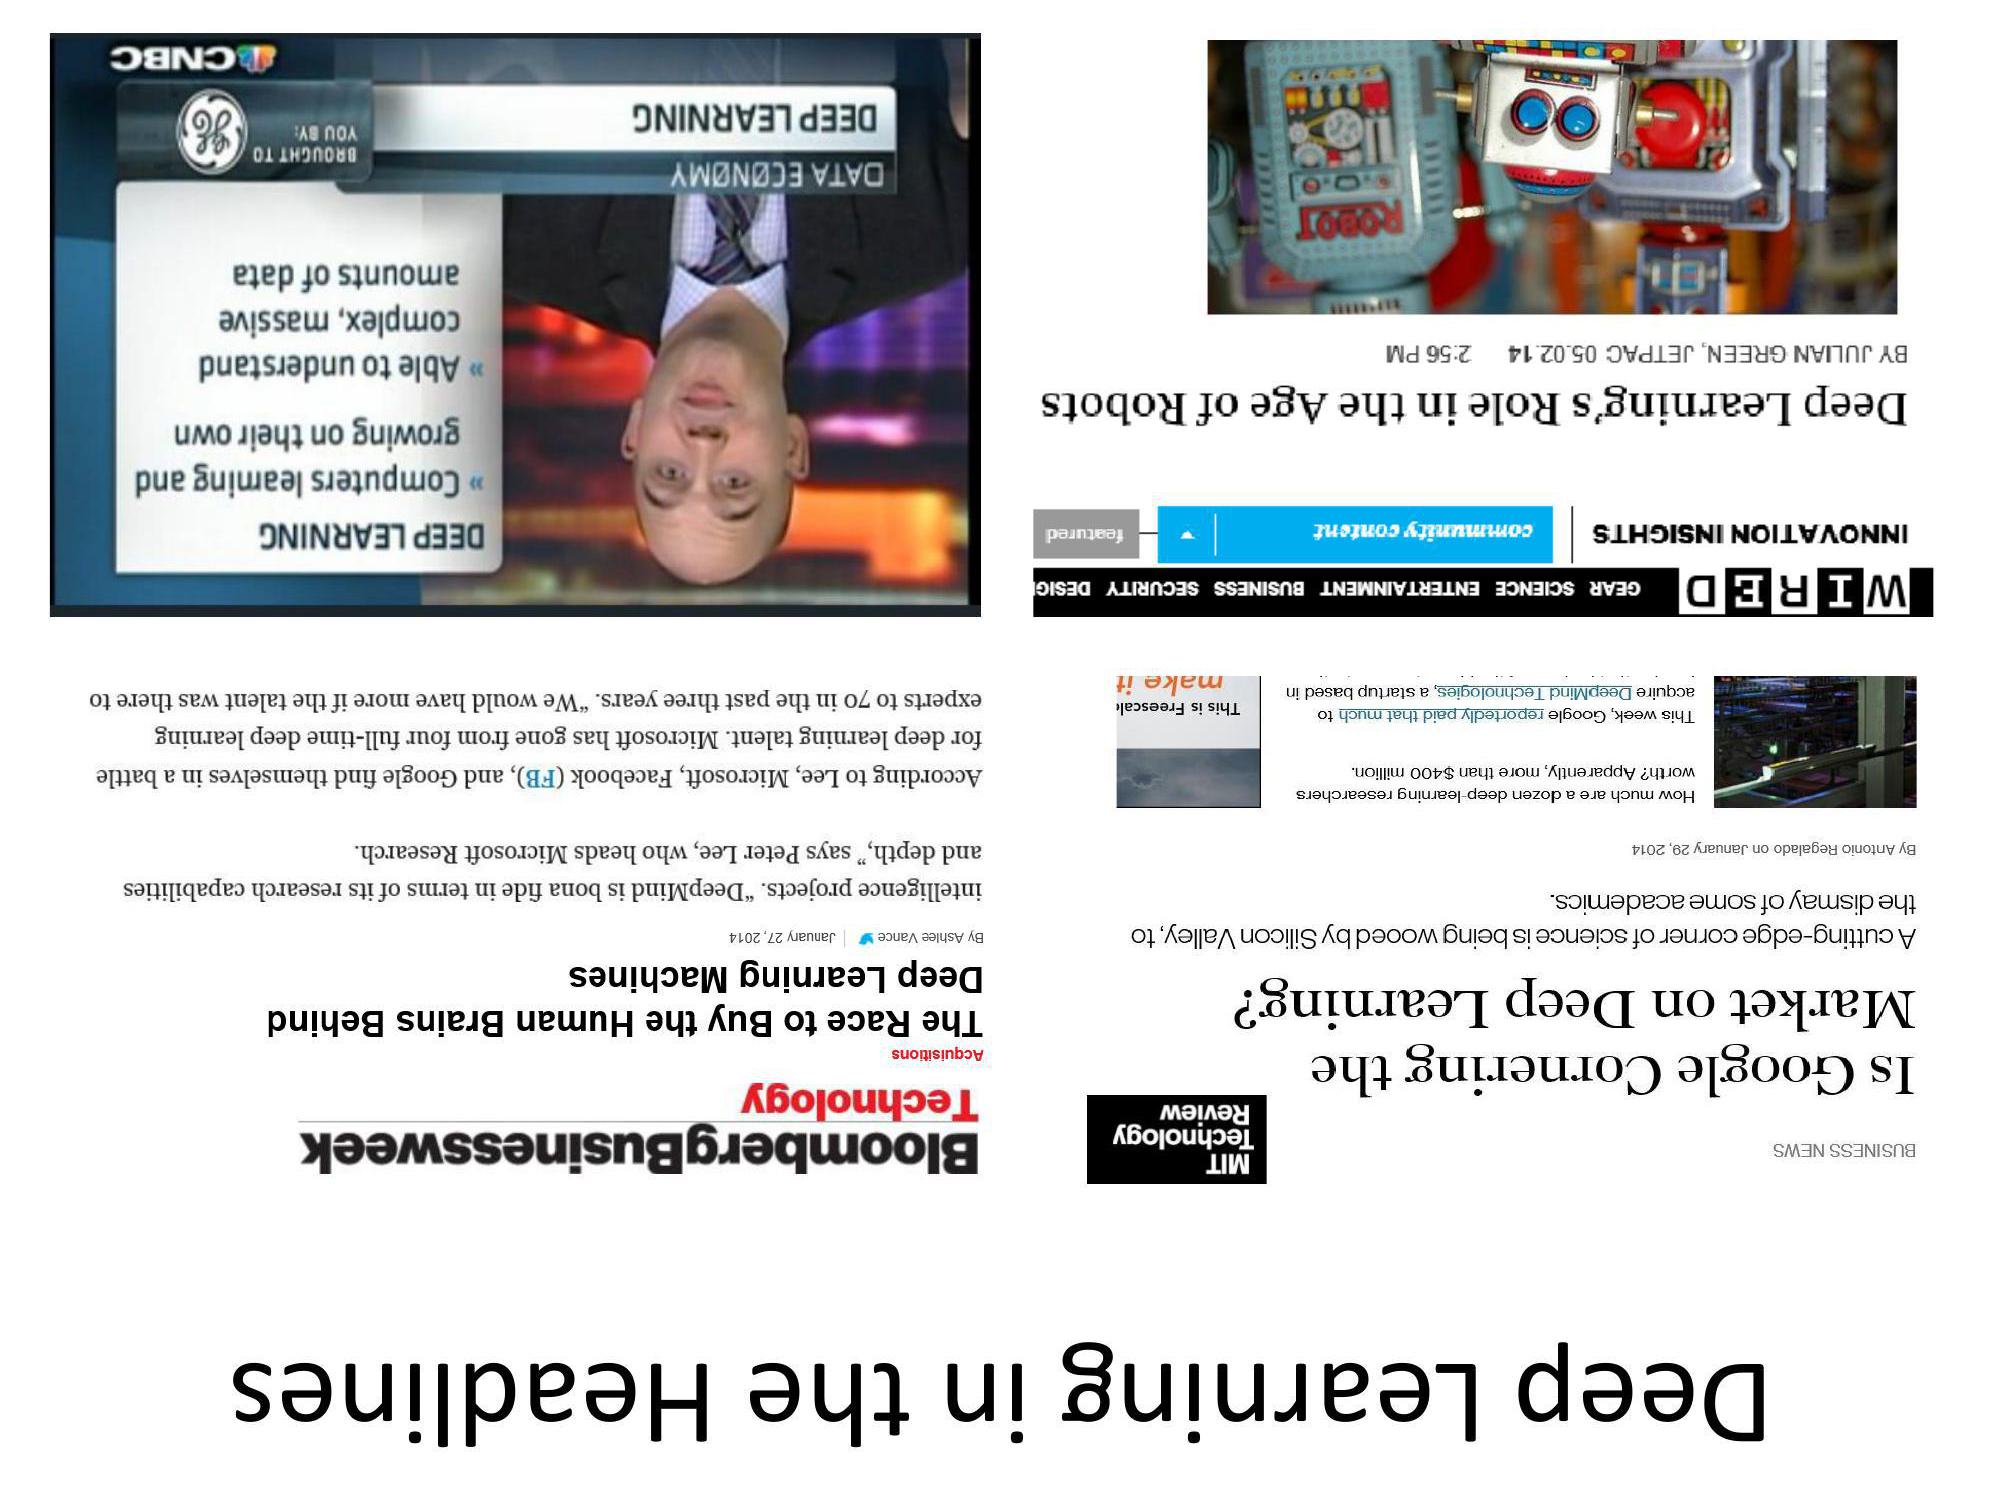 Deep Learning in the Headlines
BUSINESS NEWS
MIT
Technology
Review
Is Google Cornering the
Market on Deep Learning?
A cutting-edge corner of science is being wooed by Silicon Valley, to
the dismay of some academics.
By Antonio Regalado on January 29, 2014
How much are a dozen deep-learning researchers
worth? Apparently, more than $400 million.
This week, Google reportedly paid that much to
acquire DeepMind Technologies, a startup based in
This is Freescale
make it
BloombergBusinessweek
Technology
Acquisitions
The Race to Buy the Human Brains Behind
Deep Learning Machines
By Ashlee Vance | January 27, 2014
intelligence projects. “DeepMind is bona fide in terms of its research capabilities
and depth,” says Peter Lee, who heads Microsoft Research.
According to Lee, Microsoft, Facebook (FB), and Google find themselves in a battle
for deep learning talent. Microsoft has gone from four full-time deep learning
experts to 70 in the past three years. “We would have more if the talent was there to
WIRED GEAR SCIENCE ENTERTAINMENT BUSINESS SECURITY DESIG
INNOVATION INSIGHTS community content featured
Deep Learning's Role in the Age of Robots
BY JULIAN GREEN, JETPAC 05.02.14 2:56 PM
ROBOT
DEEP LEARNING
» Computers learning and
growing on their own
» Able to understand
complex, massive
amounts of data
DATA ECONOMY
DEEP LEARNING
BROUGHT TO
YOU BY:
GE
CNBC